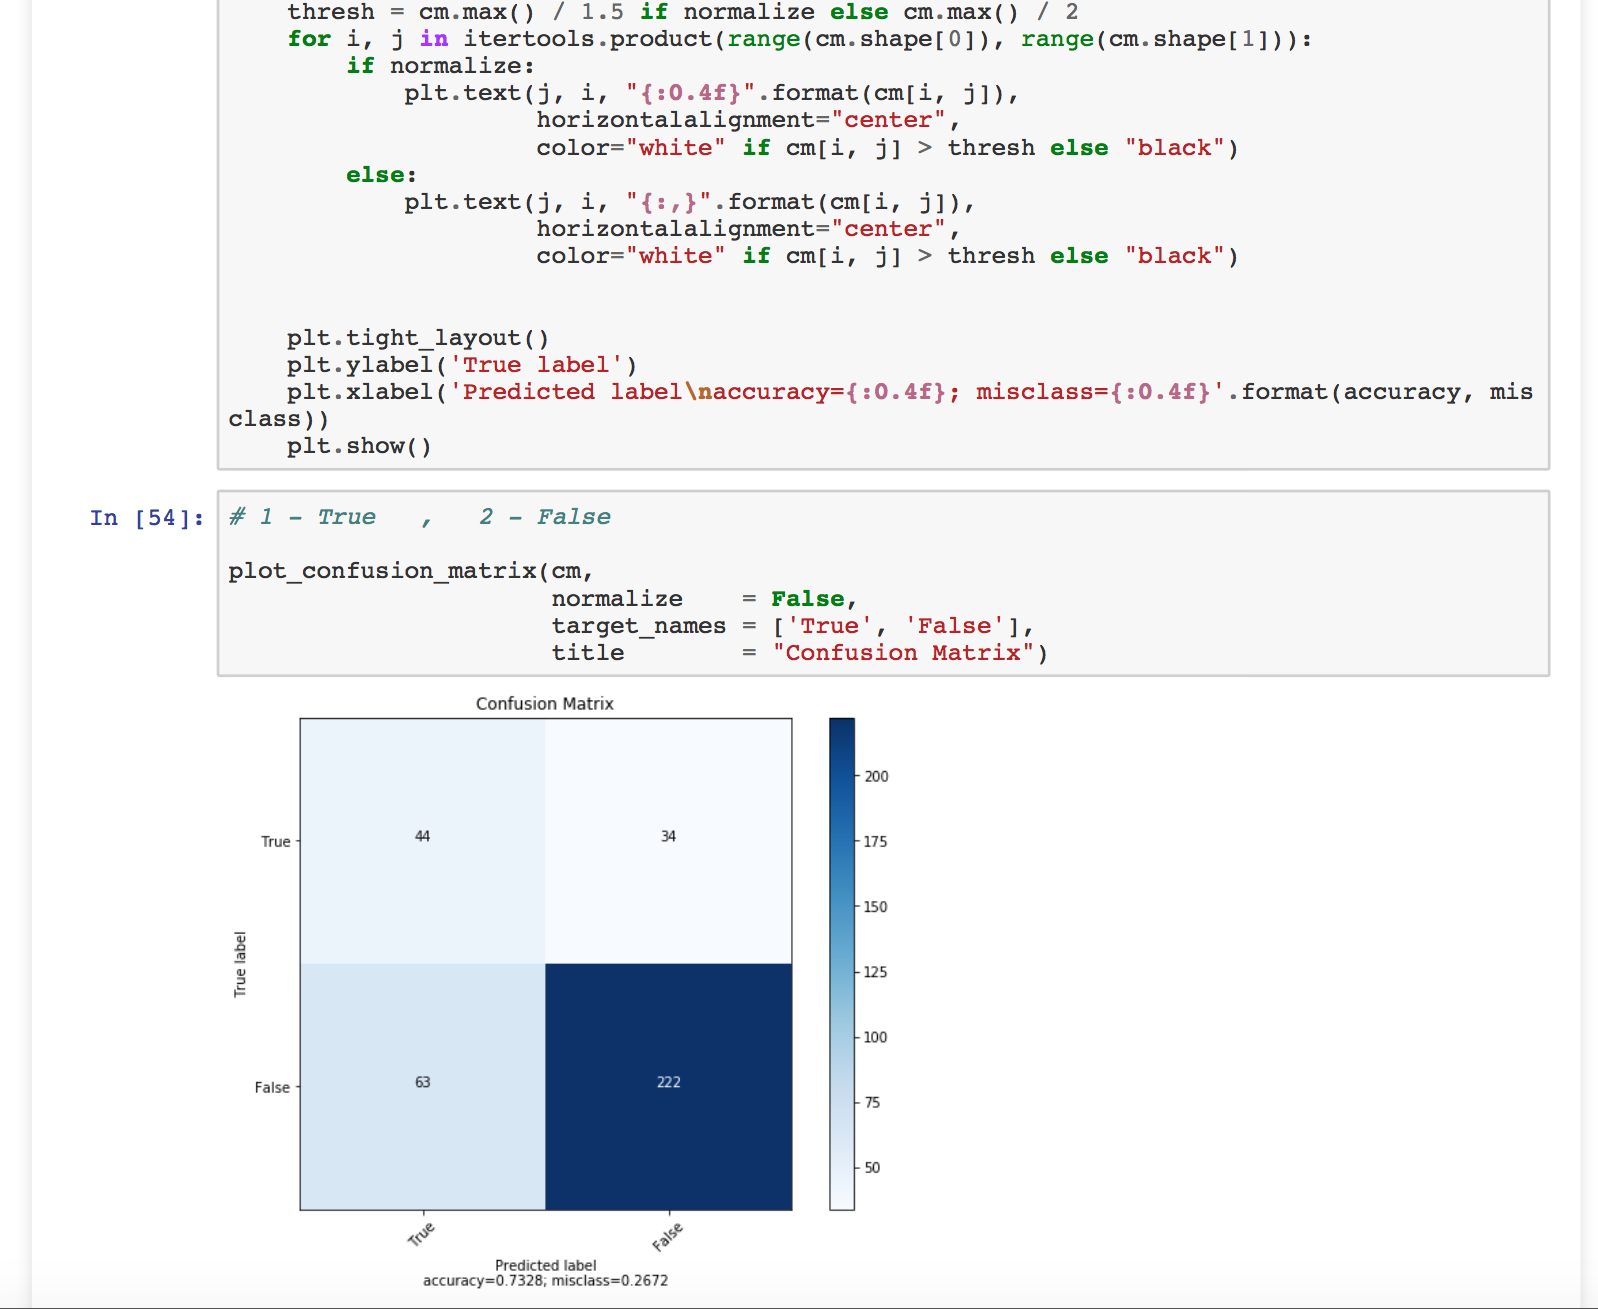 thresh = cm.max() / 1.5 if normalize else cm.max() / 2
    for i, j in itertools.product(range(cm.shape[0]), range(cm.shape[1])):
        if normalize:
            plt.text(j, i, "{:0.4f}".format(cm[i, j]),
                     horizontalalignment="center",
                     color="white" if cm[i, j] > thresh else "black")
        else:
            plt.text(j, i, "{:,}".format(cm[i, j]),
                     horizontalalignment="center",
                     color="white" if cm[i, j] > thresh else "black")
    plt.tight_layout()
    plt.ylabel('True label')
    plt.xlabel('Predicted label\naccuracy={:0.4f}; misclass={:0.4f}'.format(accuracy, mis
class))
    plt.show()
In [54]: # 1 - True   ,   2 - False
plot_confusion_matrix(cm,
                      normalize    = False,
                      target_names = ['True', 'False'],
                      title        = "Confusion Matrix")
Confusion Matrix
200
44 34
True
175
150
True label
125
100
63 222
False
75
50
True False
Predicted label
accuracy=0.7328; misclass=0.2672